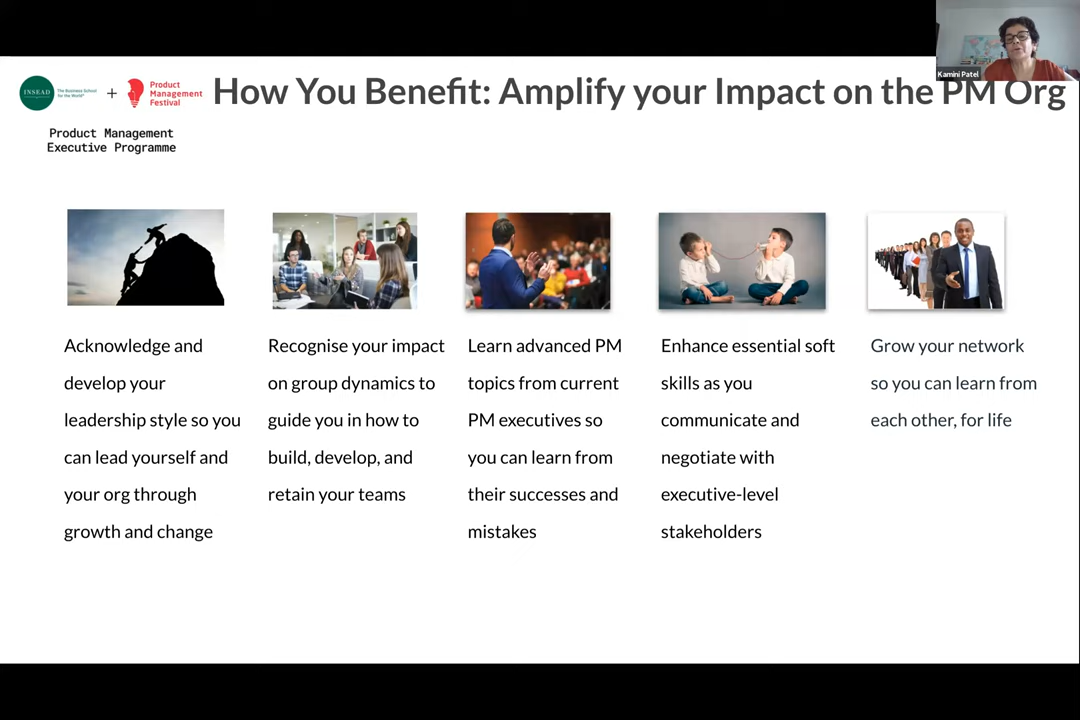 INSEAD
The Business School
for the World®
+
Product
Management
Festival
How You Benefit: Amplify your Impact on the PM Org
Kamini Patel
Product Management
Executive Programme
Acknowledge and
develop your
leadership style so you
can lead yourself and
your org through
growth and change
Recognise your impact
on group dynamics to
guide you in how to
build, develop, and
retain your teams
Learn advanced PM
topics from current
PM executives so
you can learn from
their successes and
mistakes
Enhance essential soft
skills as you
communicate and
negotiate with
executive-level
stakeholders
Grow your network
so you can learn from
each other, for life